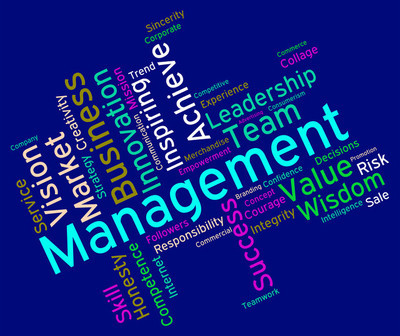 Sincerity
Corporate
Commerce
Collage
Company
Service
Vision
Market
Creativity
Strategy
Business
Innovation
Mission
Trend
Communication
Inspiring
Achieve
Competitive
Experience
Consumerism
Leadership
Advertising
Team
Merchandise
Empowerment
Management
Confidence
Decisions
Promotion
Risk
Value
Wisdom
Sale
Intelligence
Branding
Concept
Courage
Integrity
Success
Commercial
Responsibility
Followers
Internet
Competence
Honesty
Skill
Teamwork